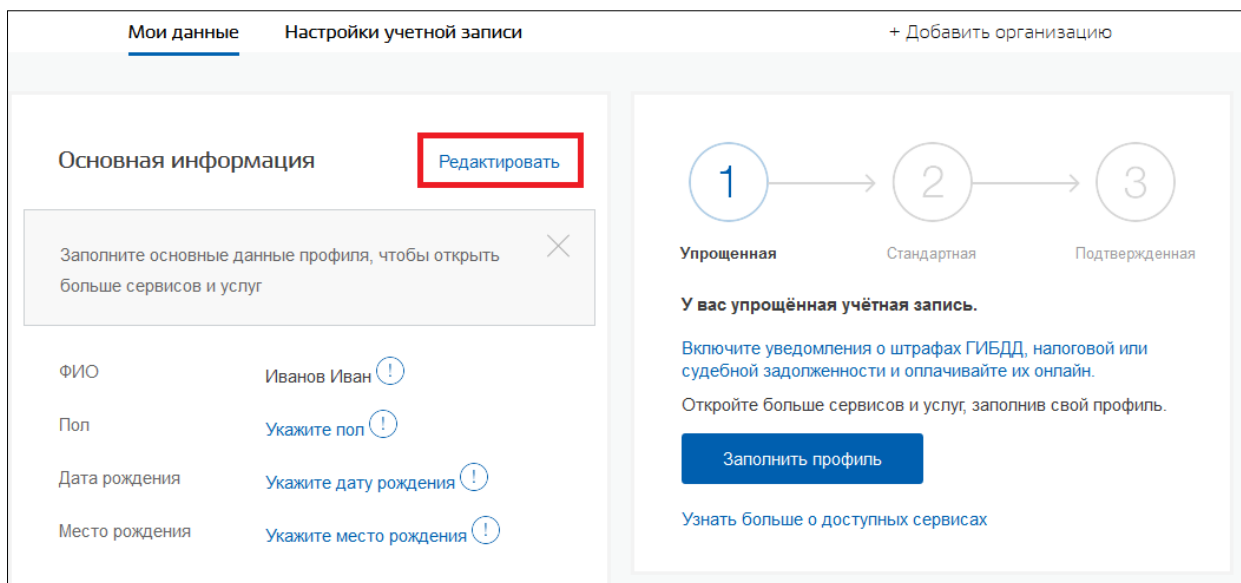 Мои данные
Настройки учетной записи
+ Добавить организацию
Основная информация
Редактировать
Заполните основные данные профиля, чтобы открыть
больше сервисов и услуг
ФИО
Иванов Иван !
Пол
Укажите пол !
Дата рождения
Укажите дату рождения !
Место рождения
Укажите место рождения !
1
2
3
Упрощенная
Стандартная
Подтвержденная
У вас упрощённая учётная запись.
Включите уведомления о штрафах ГИБДД, налоговой или
судебной задолженности и оплачивайте их онлайн.
Откройте больше сервисов и услуг, заполнив свой профиль.
Заполнить профиль
Узнать больше о доступных сервисах